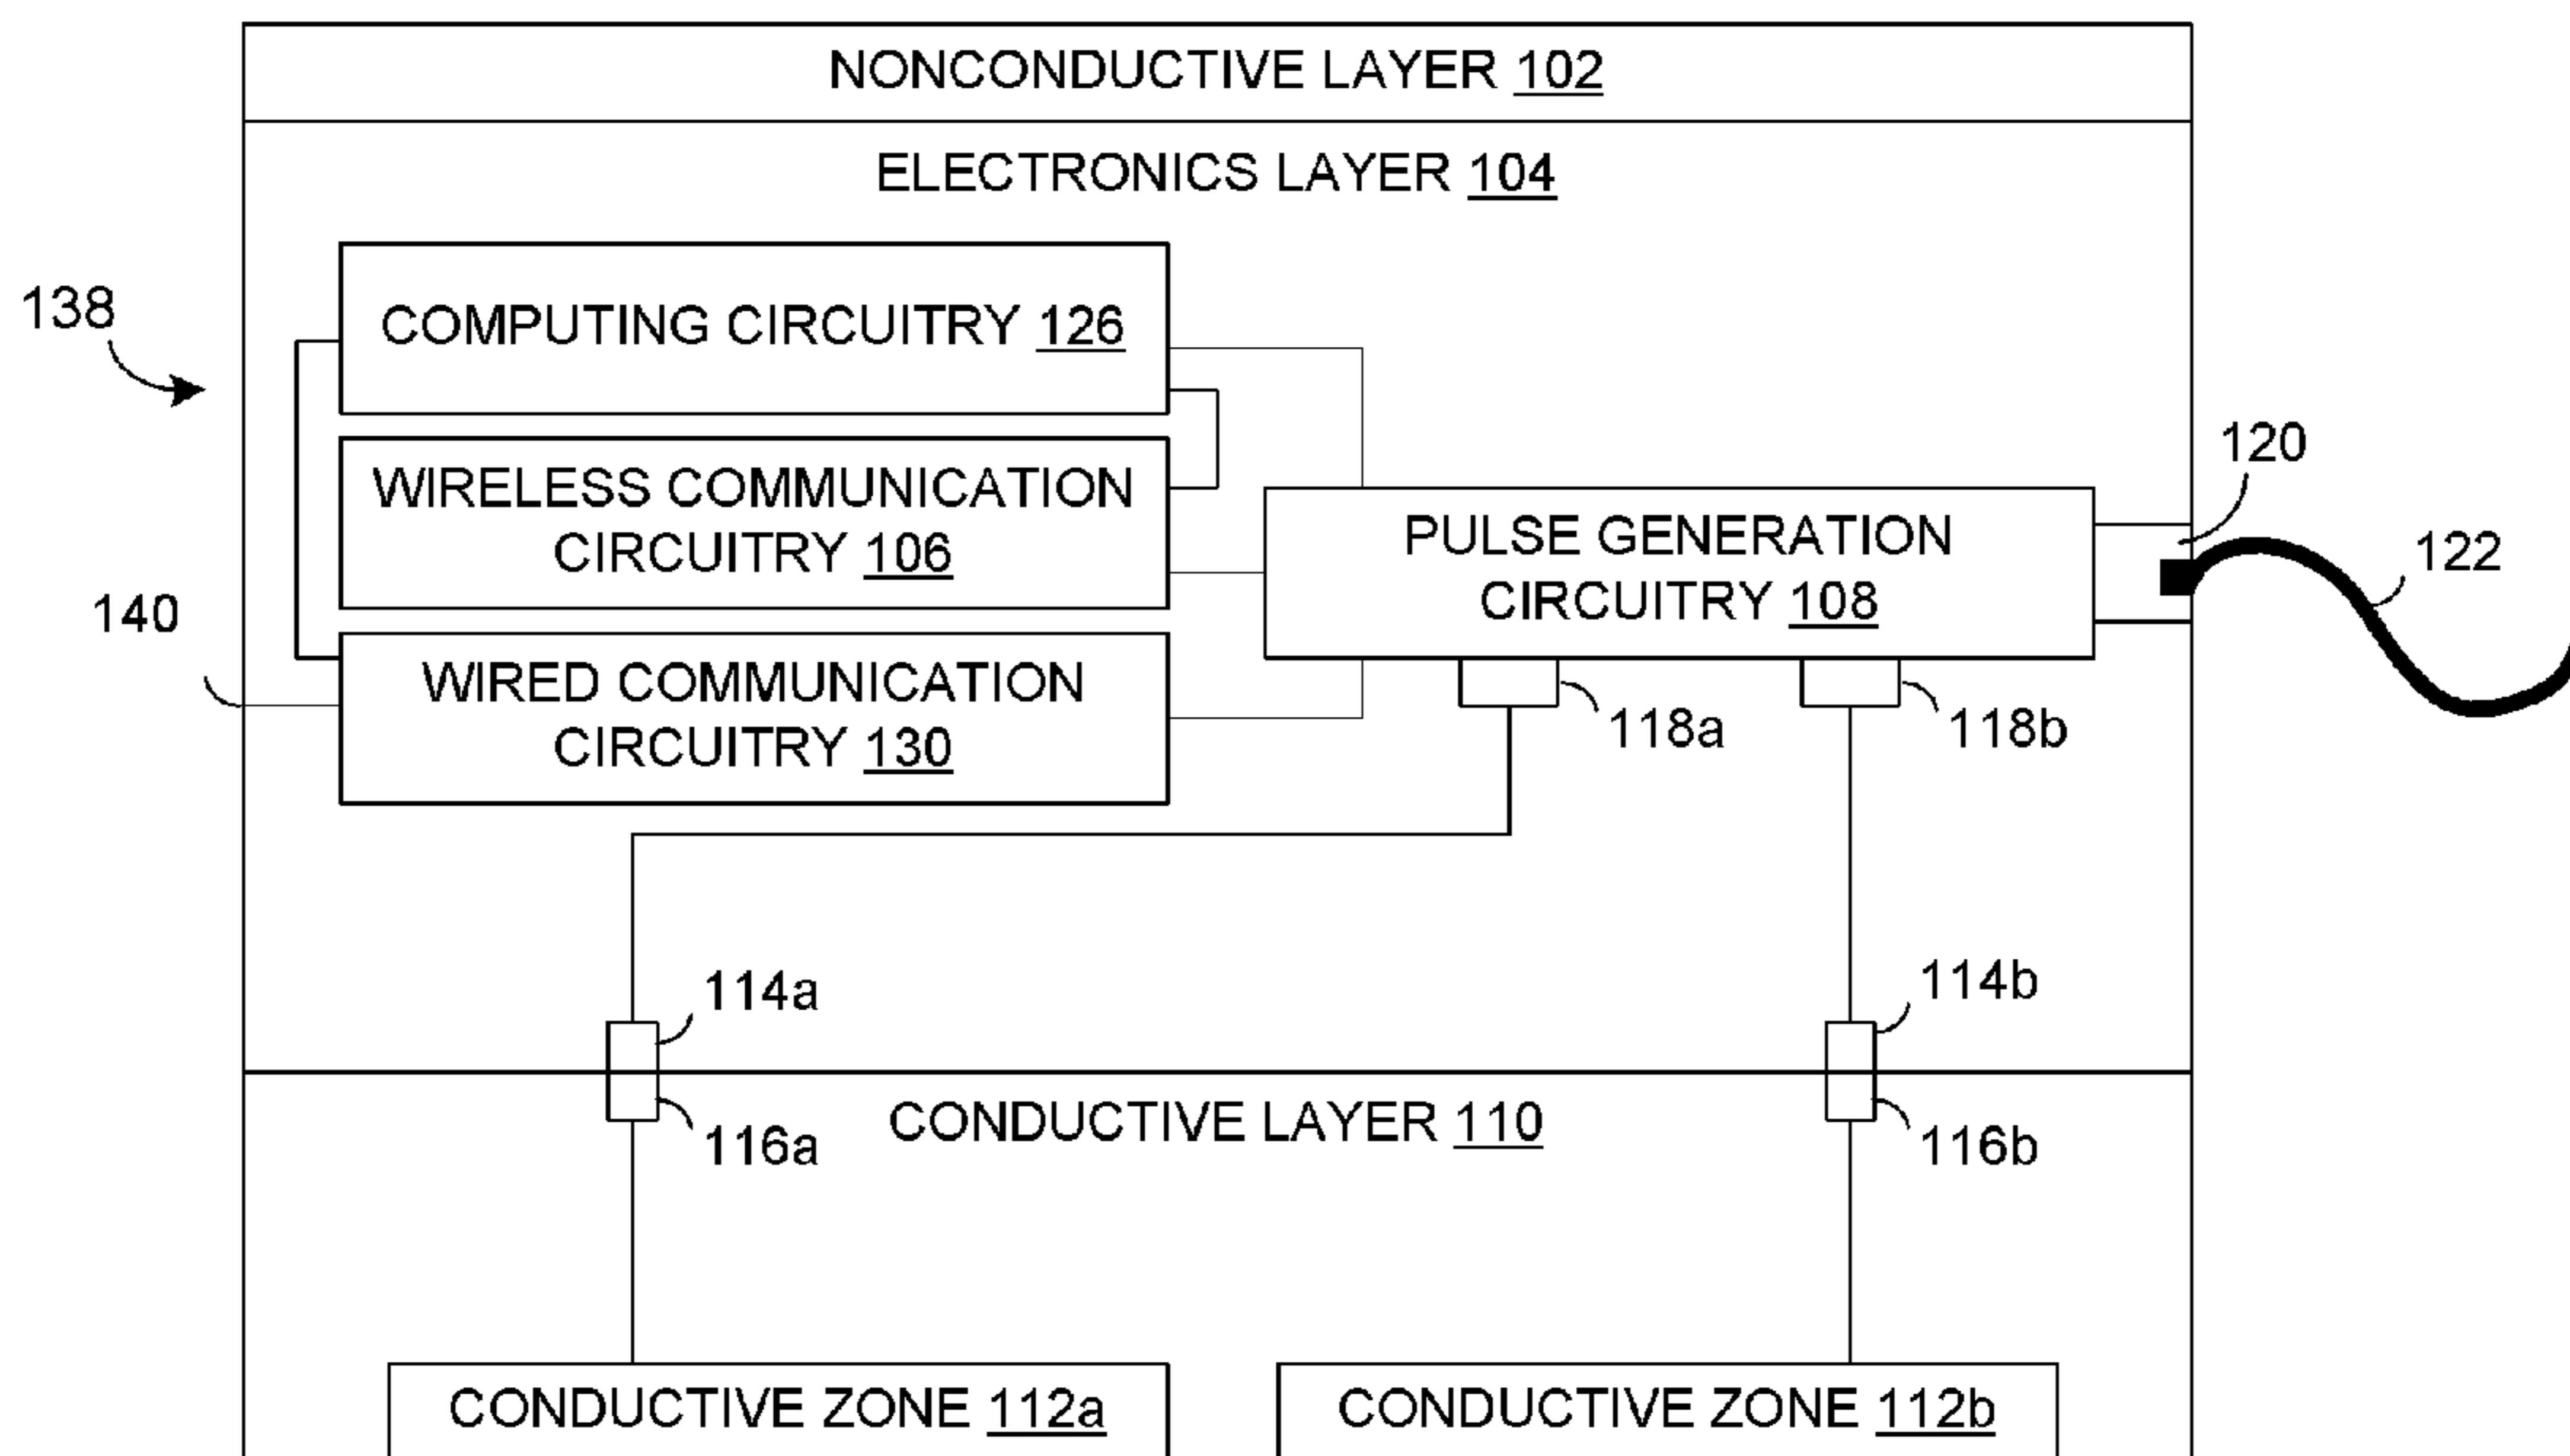 NONCONDUCTIVE LAYER 102
ELECTRONICS LAYER 104
138
COMPUTING CIRCUITRY 126
WIRELESS COMMUNICATION
CIRCUITRY 106
120
PULSE GENERATION
CIRCUITRY 108
122
140
WIRED COMMUNICATION
CIRCUITRY 130
118a
118b
114a
114b
CONDUCTIVE LAYER 110
116a
116b
CONDUCTIVE ZONE 112a
CONDUCTIVE ZONE 112b